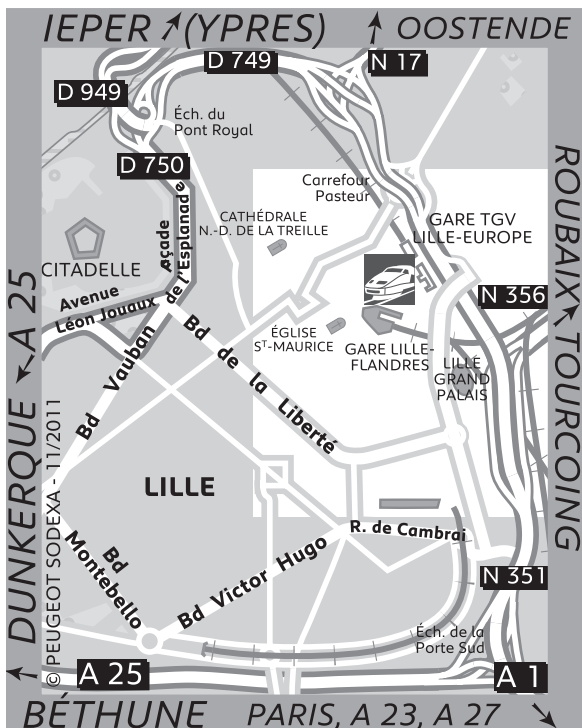 IEPER (YPRES)
OOSTENDE
D 949
D 749
N 17
Éch. du
Pont Royal
D 750
Carrefour
Pasteur
CATHÉDRALE
N.-D. DE LA TREILLE
GARE TGV
LILLE-EUROPE
Façade
de l'Esplanade
CITADELLE
Avenue
Léon Jouaux
N 356
ROUBAIX TOURCOING
ÉGLISE
ST-MAURICE
GARE LILLE-
FLANDRES
LILLE
GRAND
PALAIS
Bd Vauban
Bd de la Liberté
DUNKERQUE A 25
LILLE
R. de Cambrai
Bd Victor Hugo
Bd
Montebello
N 351
Éch. de la
Porte Sud
© PEUGEOT SODEXA - 11/2011
A 25
A 1
BÉTHUNE
PARIS, A 23, A 27